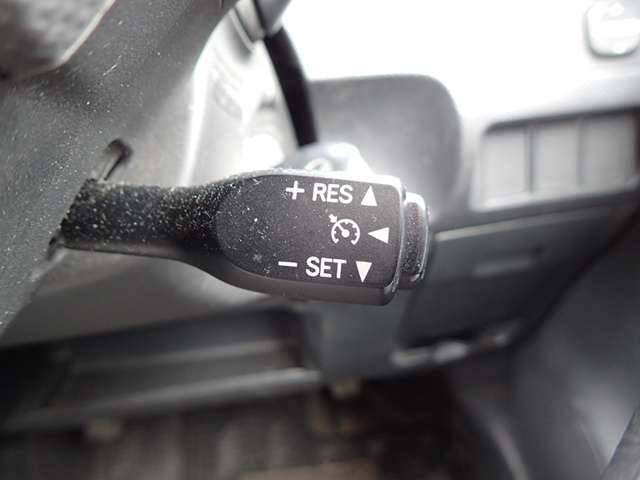 + RES ▲
◀
− SET ▼